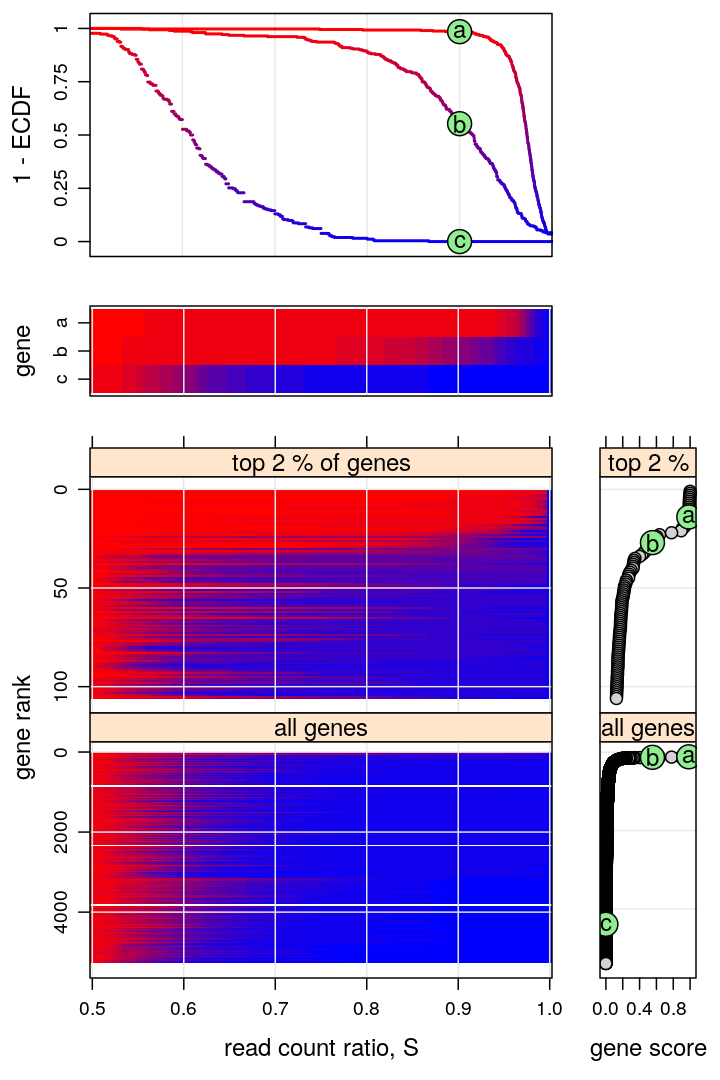 1 - ECDF
1
0.75
0.5
0.25
0
a
b
c
gene
a
b
c
top 2 % of genes
top 2 %
0
50
100
a
b
gene rank
all genes
all genes
0
2000
4000
b
a
c
0.5 0.6 0.7 0.8 0.9 1.0
0.0 0.4 0.8
read count ratio, S
gene score